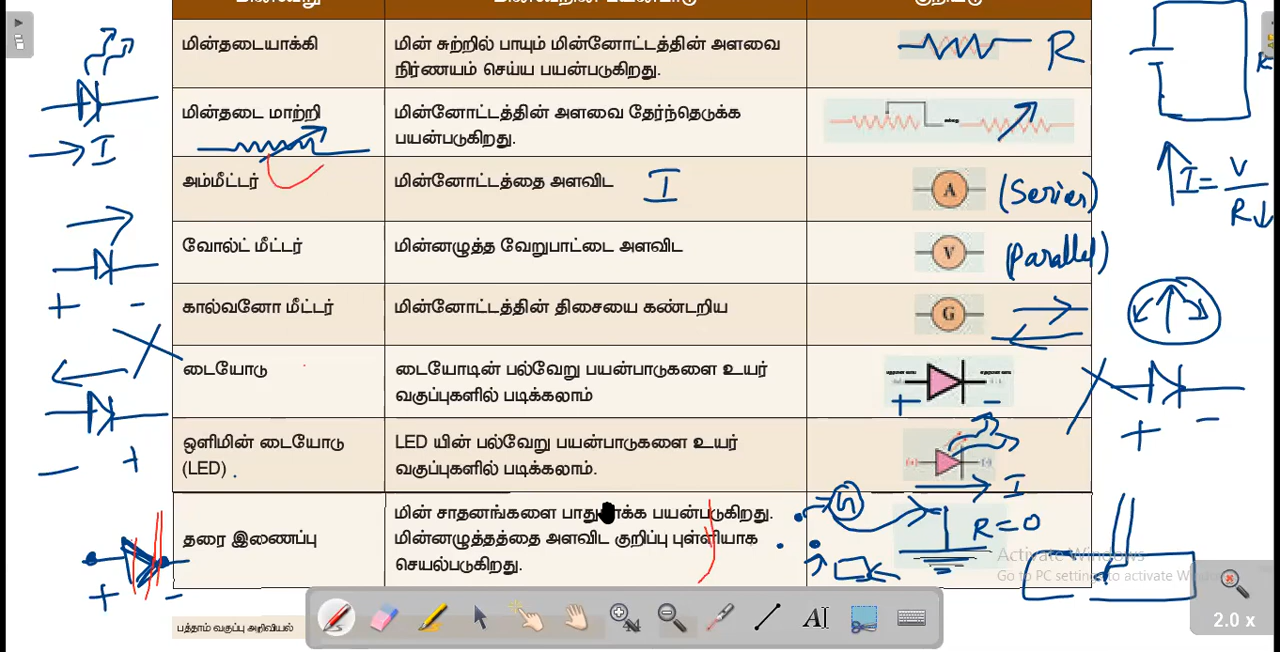 மின்தடையாக்கி
மின் சுற்றில் பாயும் மின்னோட்டத்தின் அளவை
நிர்ணயம் செய்ய பயன்படுகிறது.
R
மின்தடை மாற்றி
மின்னோட்டத்தின் அளவை தேர்ந்தெடுக்க
பயன்படுகிறது.
I
I = V / R
அம்மீட்டர்
மின்னோட்டத்தை அளவிட
I
A
(Series)
வோல்ட் மீட்டர்
மின்னழுத்த வேறுபாட்டை அளவிட
V
(Parallel)
+ -
கால்வனோ மீட்டர்
மின்னோட்டத்தின் திசையை கண்டறிய
G
டையோடு
டையோடின் பல்வேறு பயன்பாடுகளை உயர்
வகுப்புகளில் படிக்கலாம்
+ -
+ -
- +
ஒளிமின் டையோடு
(LED) .
LED யின் பல்வேறு பயன்பாடுகளை உயர்
வகுப்புகளில் படிக்கலாம்.
I
தரை இணைப்பு
மின் சாதனங்களை பாதுகாக்க பயன்படுகிறது.
மின்னழுத்தத்தை அளவிட குறிப்பு புள்ளியாக
செயல்படுகிறது.
R = 0
+ -
Activate Windows
Go to PC settings to activate Wind
பத்தாம் வகுப்பு அறிவியல்
A
2.0 x